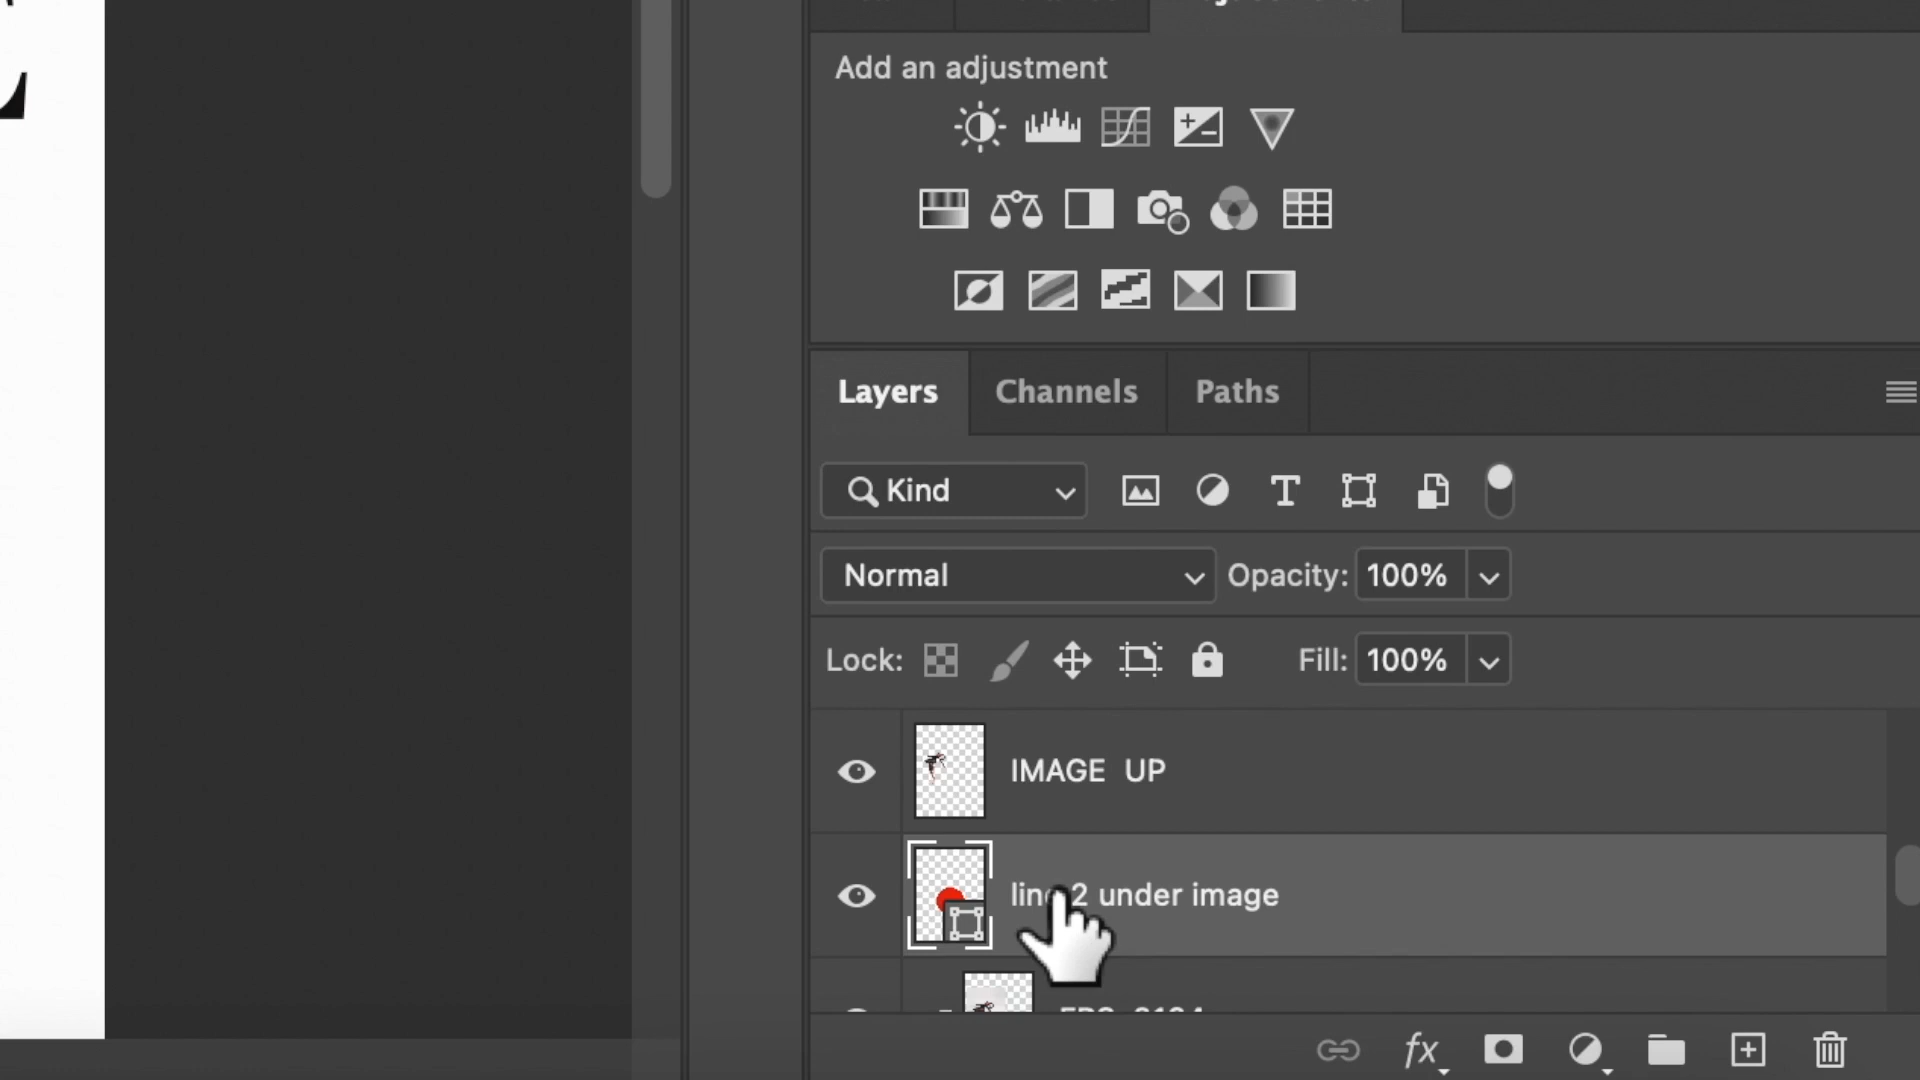 Add an adjustment
Layers Channels Paths
Kind
Normal Opacity: 100%
Lock: Fill: 100%
IMAGE UP
line 2 under image
fx